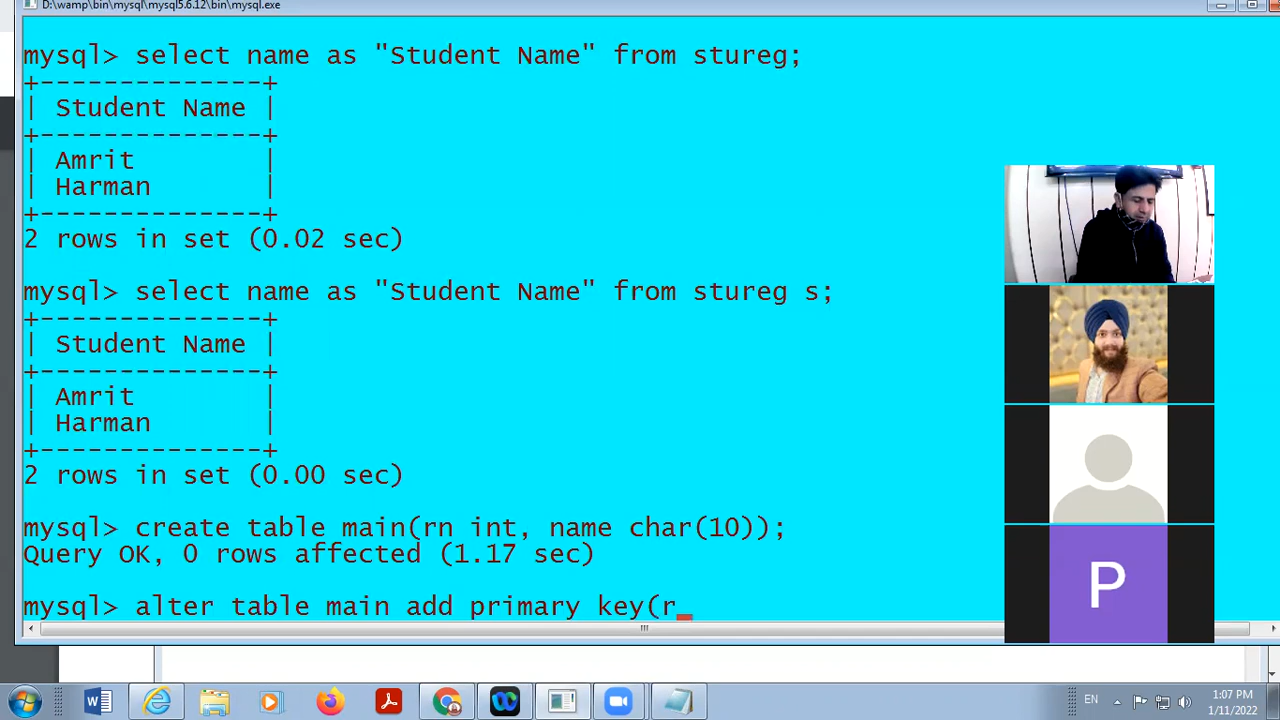 D:\wamp\bin\mysql\mysql5.6.12\bin\mysql.exe
mysql> select name as "Student Name" from stureg;
+--------------+
| Student Name |
+--------------+
| Amrit        |
| Harman       |
+--------------+
2 rows in set (0.02 sec)
mysql> select name as "Student Name" from stureg s;
+--------------+
| Student Name |
+--------------+
| Amrit        |
| Harman       |
+--------------+
2 rows in set (0.00 sec)
mysql> create table main(rn int, name char(10));
Query OK, 0 rows affected (1.17 sec)
mysql> alter table main add primary key(r_
P
EN
1:07 PM
1/11/2022